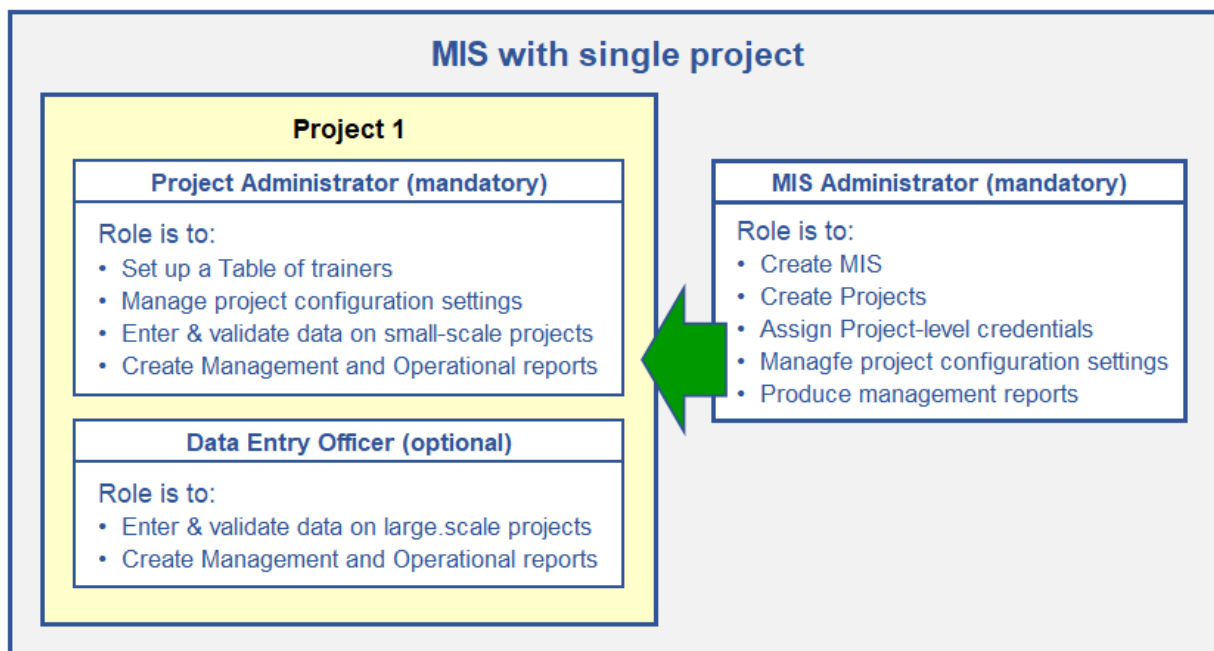 MIS with single project
Project 1
Project Administrator (mandatory)
Role is to:
• Set up a Table of trainers
• Manage project configuration settings
• Enter & validate data on small-scale projects
• Create Management and Operational reports
Data Entry Officer (optional)
Role is to:
• Enter & validate data on large.scale projects
• Create Management and Operational reports
MIS Administrator (mandatory)
Role is to:
• Create MIS
• Create Projects
• Assign Project-level credentials
• Managfe project configuration settings
• Produce management reports